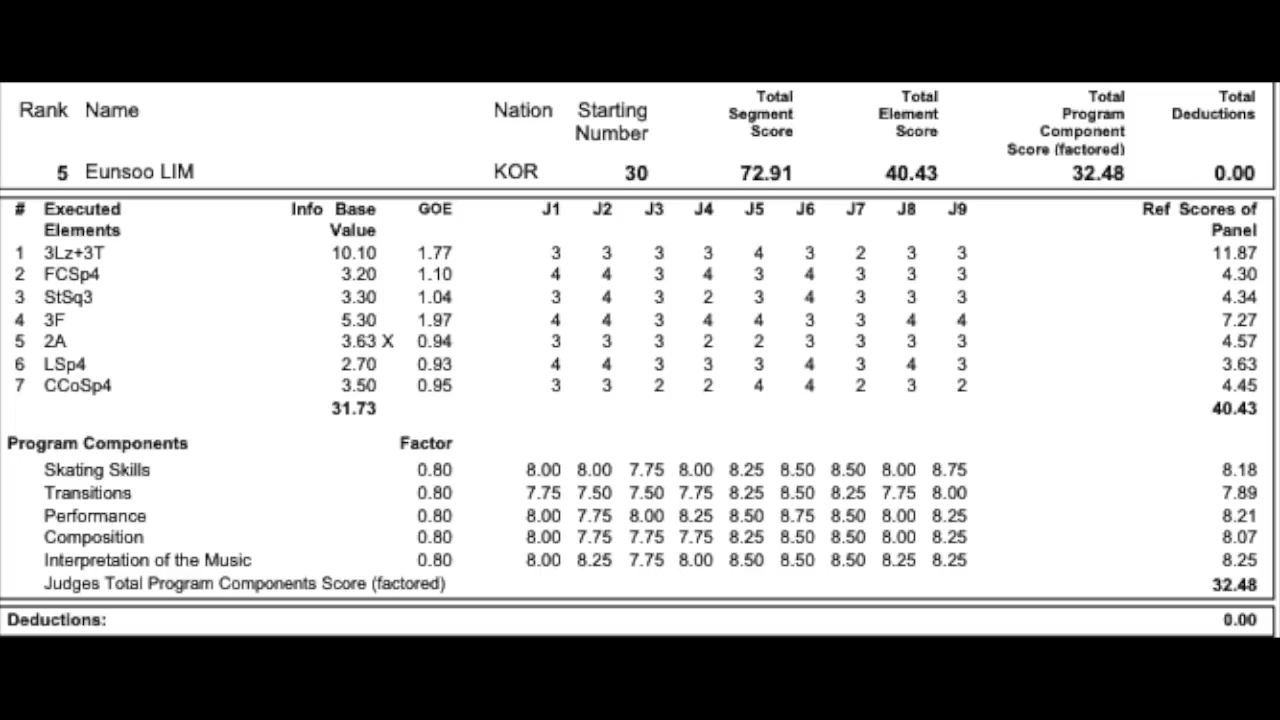 Rank Name Nation Starting Number Total Segment Score Total Element Score Total Program Component Score (factored) Total Deductions
5 Eunsoo LIM KOR 30 72.91 40.43 32.48 0.00
# Executed Elements Info Base Value GOE J1 J2 J3 J4 J5 J6 J7 J8 J9 Ref Scores of Panel
1 3Lz+3T 10.10 1.77 3 3 3 3 4 3 2 3 3 11.87
2 FCSp4 3.20 1.10 4 4 3 4 3 4 3 3 3 4.30
3 StSq3 3.30 1.04 3 4 3 2 3 4 3 3 3 4.34
4 3F 5.30 1.97 4 4 3 4 4 3 3 4 4 7.27
5 2A 3.63 X 0.94 3 3 3 2 2 3 3 3 3 4.57
6 LSp4 2.70 0.93 4 4 3 3 3 4 3 4 3 3.63
7 CCoSp4 3.50 0.95 3 3 2 2 4 4 2 3 2 4.45
31.73 40.43
Program Components Factor
Skating Skills 0.80 8.00 8.00 7.75 8.00 8.25 8.50 8.50 8.00 8.75 8.18
Transitions 0.80 7.75 7.50 7.50 7.75 8.25 8.50 8.25 7.75 8.00 7.89
Performance 0.80 8.00 7.75 8.00 8.25 8.50 8.75 8.50 8.00 8.25 8.21
Composition 0.80 8.00 7.75 7.75 7.75 8.25 8.50 8.50 8.00 8.25 8.07
Interpretation of the Music 0.80 8.00 8.25 7.75 8.00 8.50 8.50 8.50 8.25 8.25 8.25
Judges Total Program Components Score (factored) 32.48
Deductions: 0.00